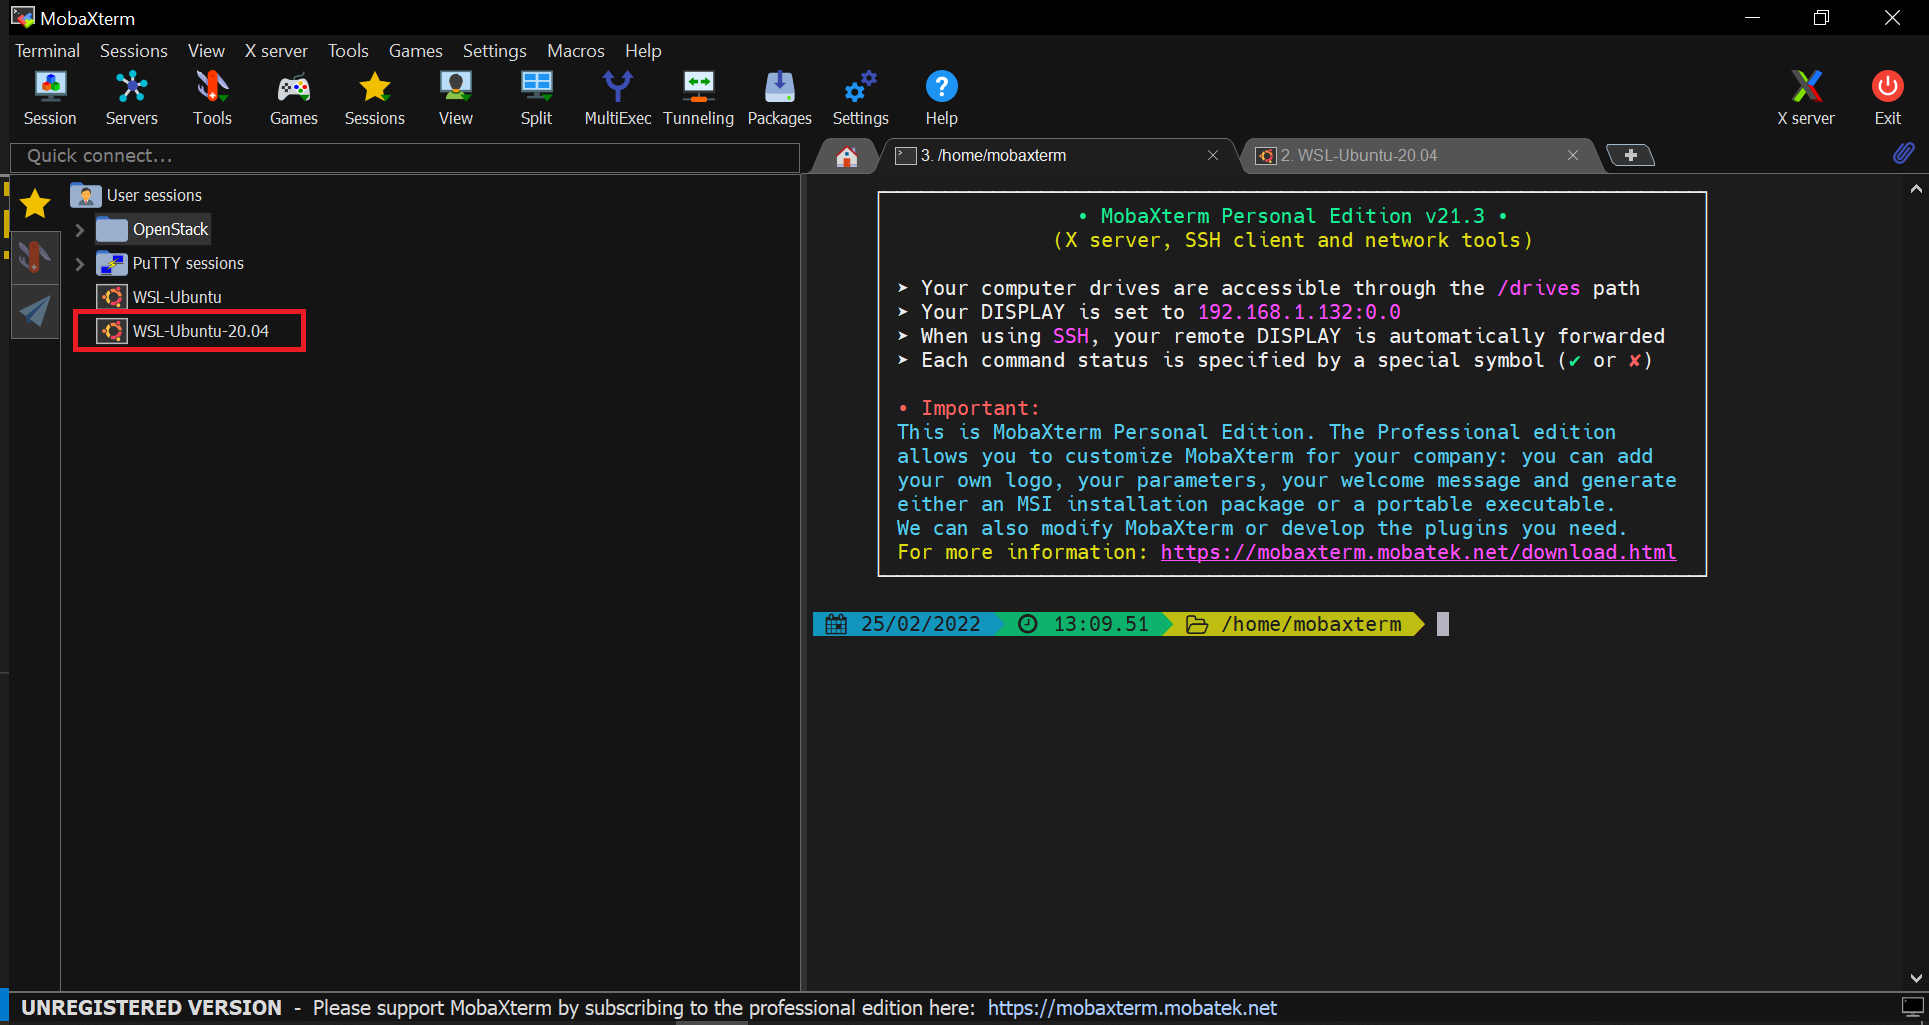 MobaXterm
Terminal Sessions View X server Tools Games Settings Macros Help
Session Servers Tools Games Sessions View Split MultiExec Tunneling Packages Settings Help X server Exit
Quick connect...
3. /home/mobaxterm
2. WSL-Ubuntu-20.04
User sessions
OpenStack
PuTTY sessions
WSL-Ubuntu
WSL-Ubuntu-20.04
• MobaXterm Personal Edition v21.3 •
(X server, SSH client and network tools)
➤ Your computer drives are accessible through the /drives path
➤ Your DISPLAY is set to 192.168.1.132:0.0
➤ When using SSH, your remote DISPLAY is automatically forwarded
➤ Each command status is specified by a special symbol (✔ or ✘)
• Important:
This is MobaXterm Personal Edition. The Professional edition
allows you to customize MobaXterm for your company: you can add
your own logo, your parameters, your welcome message and generate
either an MSI installation package or a portable executable.
We can also modify MobaXterm or develop the plugins you need.
For more information: https://mobaxterm.mobatek.net/download.html
25/02/2022 13:09.51 /home/mobaxterm
UNREGISTERED VERSION - Please support MobaXterm by subscribing to the professional edition here: https://mobaxterm.mobatek.net